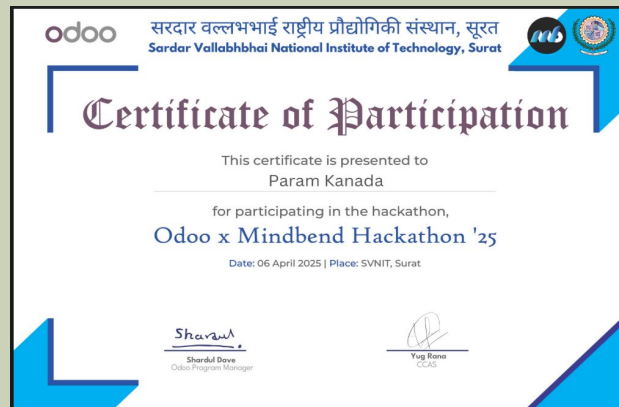 odoo
सरदार वल्लभभाई राष्ट्रीय प्रौद्योगिकी संस्थान, सूरत
Sardar Vallabhbhai National Institute of Technology, Surat
mb
Certificate of Participation
This certificate is presented to
Param Kanada
for participating in the hackathon,
Odoo x Mindbend Hackathon '25
Date: 06 April 2025 | Place: SVNIT, Surat
Sharul
Shardul Dave
Odoo Program Manager
Yug Rana
CCAS